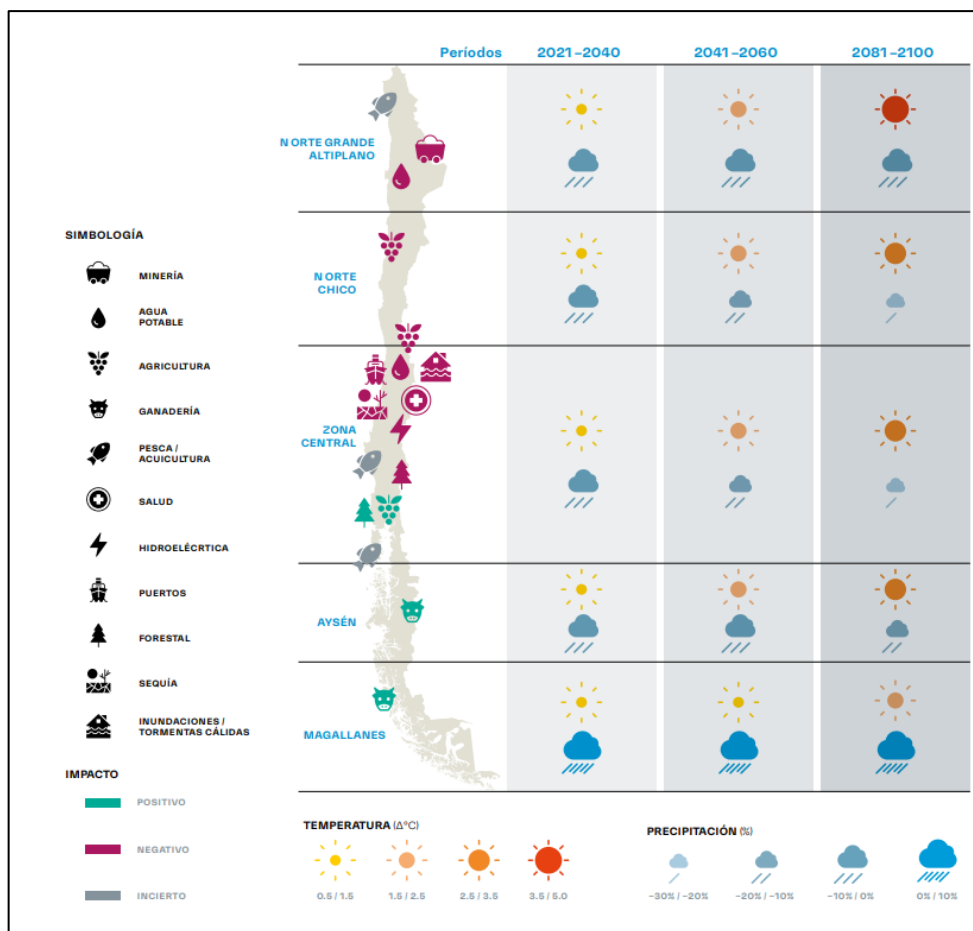 Períodos 2021–2040 2041–2060 2081–2100
NORTE GRANDE
ALTIPLANO
NORTE
CHICO
ZONA
CENTRAL
AYSÉN
MAGALLANES
SIMBOLOGÍA
MINERÍA
AGUA
POTABLE
AGRICULTURA
GANADERÍA
PESCA /
ACUICULTURA
SALUD
HIDROELÉCRTICA
PUERTOS
FORESTAL
SEQUÍA
INUNDACIONES /
TORMENTAS CÁLIDAS
IMPACTO
POSITIVO
NEGATIVO
INCIERTO
TEMPERATURA (Δ°C)
0.5 / 1.5 1.5 / 2.5 2.5 / 3.5 3.5 / 5.0
PRECIPITACIÓN (%)
−30% / −20% −20% / −10% −10% / 0% 0% / 10%